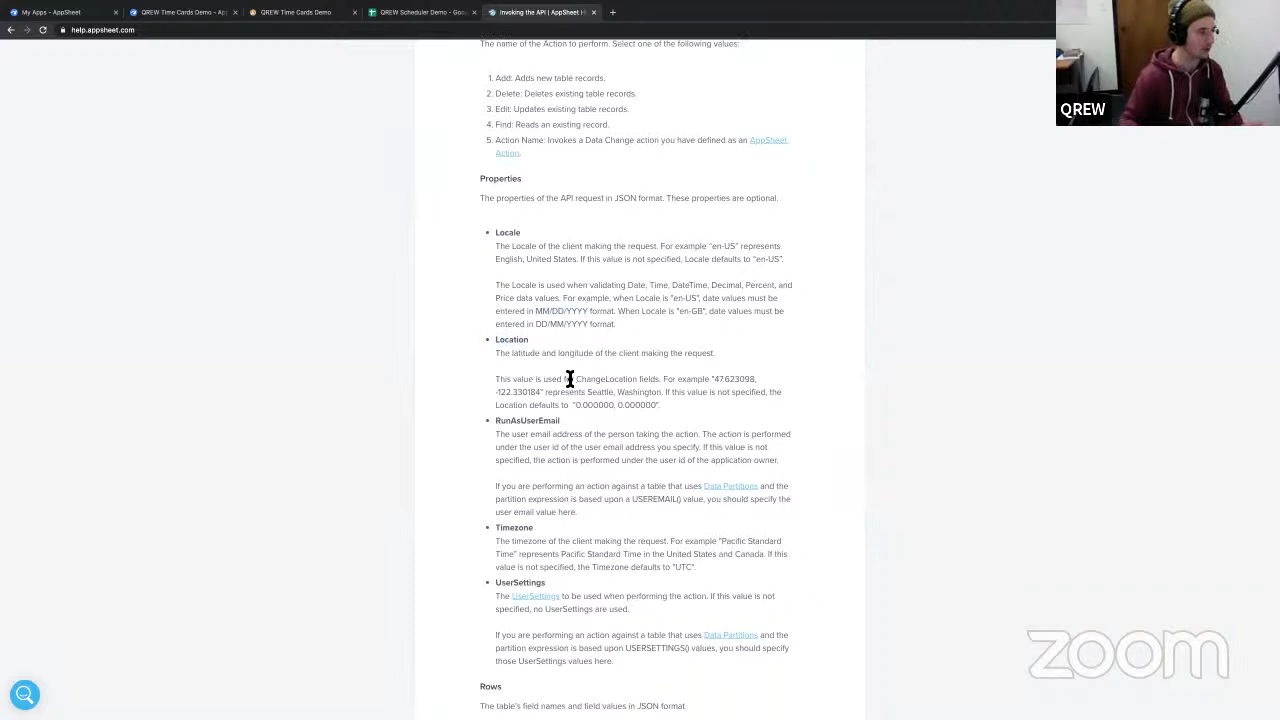 My Apps - AppSheet
QREW Time Cards Demo - Ap
QREW Time Cards Demo
QREW Scheduler Demo - Goo
Invoking the API | AppSheet H
help.appsheet.com
The name of the Action to perform. Select one of the following values:
1. Add: Adds new table records.
2. Delete: Deletes existing table records.
3. Edit: Updates existing table records.
4. Find: Reads an existing record.
5. Action Name: Invokes a Data Change action you have defined as an AppSheet
Action.
Properties
The properties of the API request in JSON format. These properties are optional.
Locale
The Locale of the client making the request. For example "en-US" represents
English, United States. If this value is not specified, Locale defaults to "en-US".
The Locale is used when validating Date, Time, DateTime, Decimal, Percent, and
Price data values. For example, when Locale is "en-US", date values must be
entered in MM/DD/YYYY format. When Locale is "en-GB", date values must be
entered in DD/MM/YYYY format.
Location
The latitude and longitude of the client making the request.
This value is used ChangeLocation fields. For example "47.623098,
-122.330184" represents Seattle, Washington. If this value is not specified, the
Location defaults to "0.000000, 0.000000".
RunAsUserEmail
The user email address of the person taking the action. The action is performed
under the user id of the user email address you specify. If this value is not
specified, the action is performed under the user id of the application owner.
If you are performing an action against a table that uses Data Partitions and the
partition expression is based upon a USEREMAIL() value, you should specify the
user email value here.
Timezone
The timezone of the client making the request. For example "Pacific Standard
Time" represents Pacific Standard Time in the United States and Canada. If this
value is not specified, the Timezone defaults to "UTC".
UserSettings
The UserSettings to be used when performing the action. If this value is not
specified, no UserSettings are used.
If you are performing an action against a table that uses Data Partitions and the
partition expression is based upon USERSETTINGS() values, you should specify
those UserSettings values here.
Rows
The table's field names and field values in JSON format.
QREW
zoom